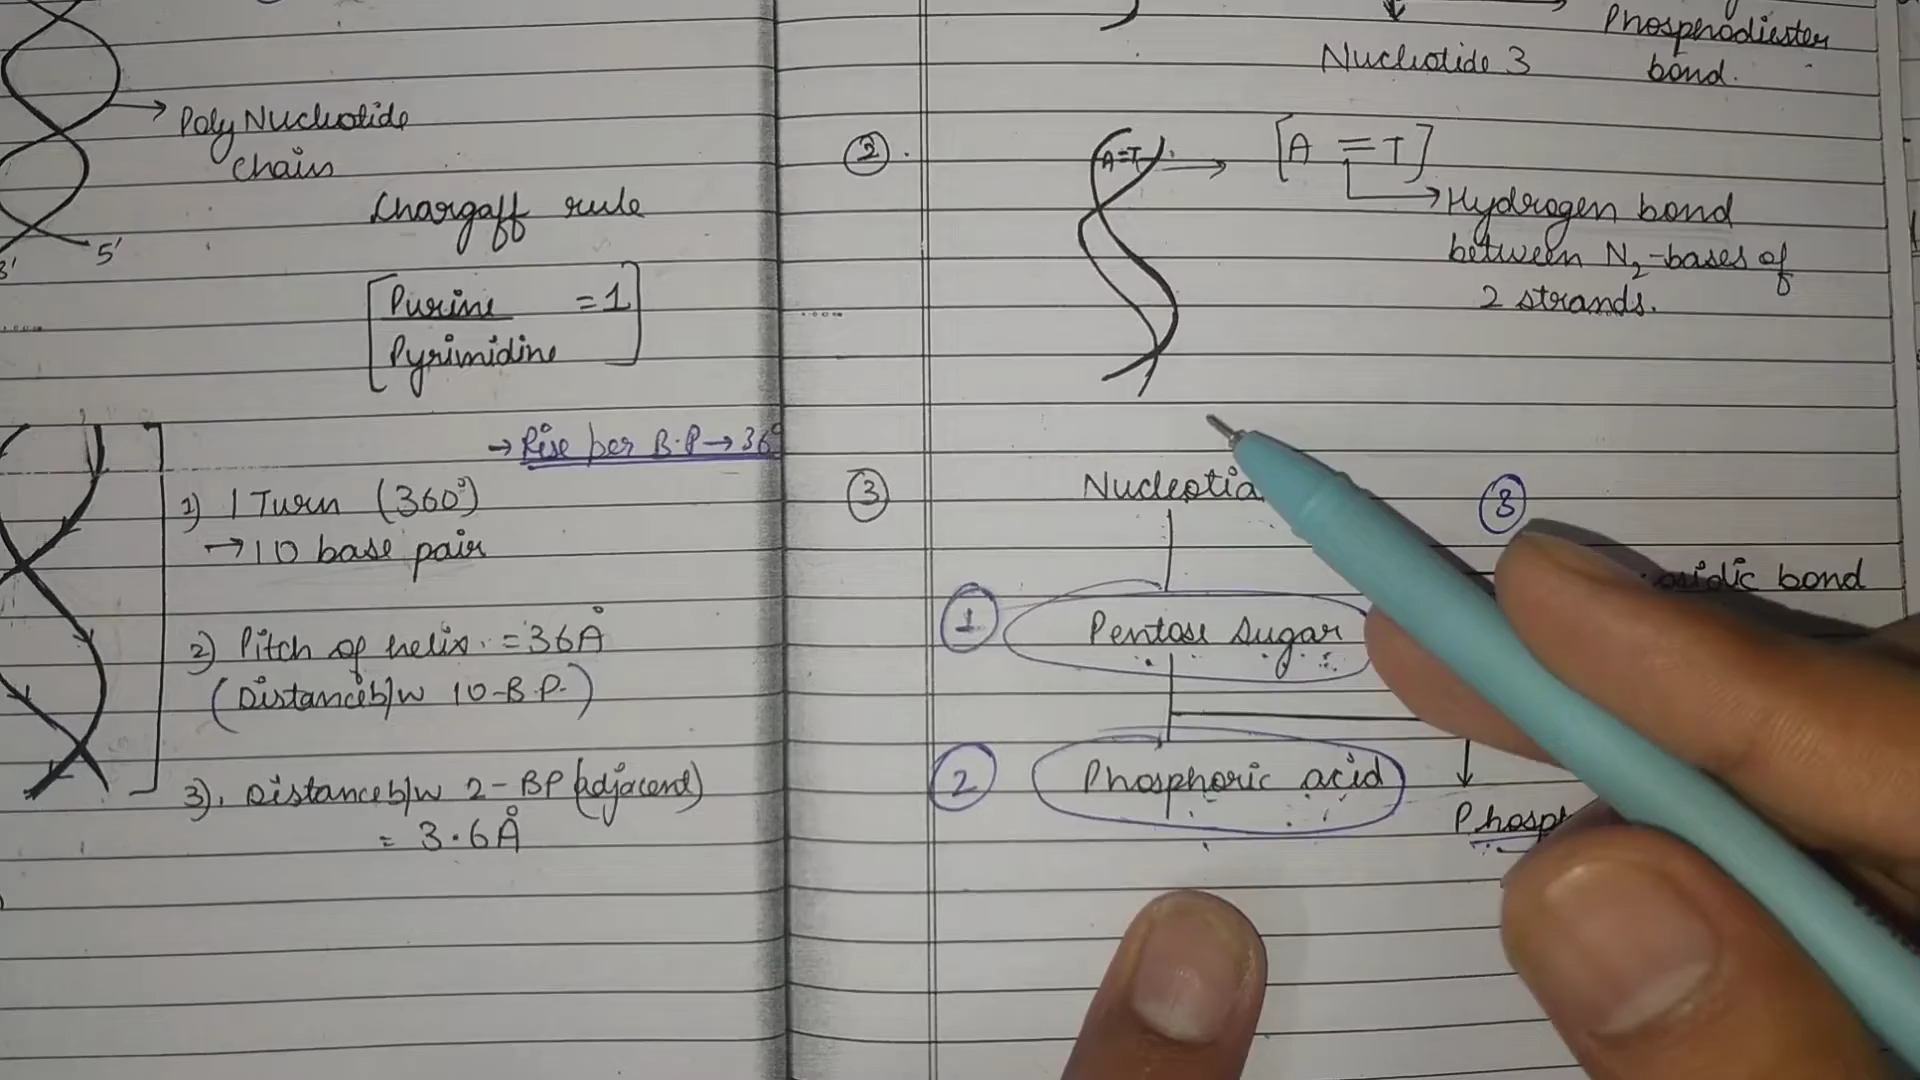 Poly Nucleotide
chain
Chargaff rule
Purine = 1
Pyrimidine
3'
5'
→ Rise per B.P → 36°
1) 1 Turn (360°)
→ 10 base pair
2) Pitch of helix = 36Å
(Distance b/w 10-B.P.)
3). Distance b/w 2-BP (adjacent)
= 3.6Å
Phosphodiester
bond.
Nucleotide 3
②.
A=T
[A = T]
Hydrogen bond
between N₂-bases of
2 strands.
③
3
bond
1
Pentose sugar
2
Phosphoric acid